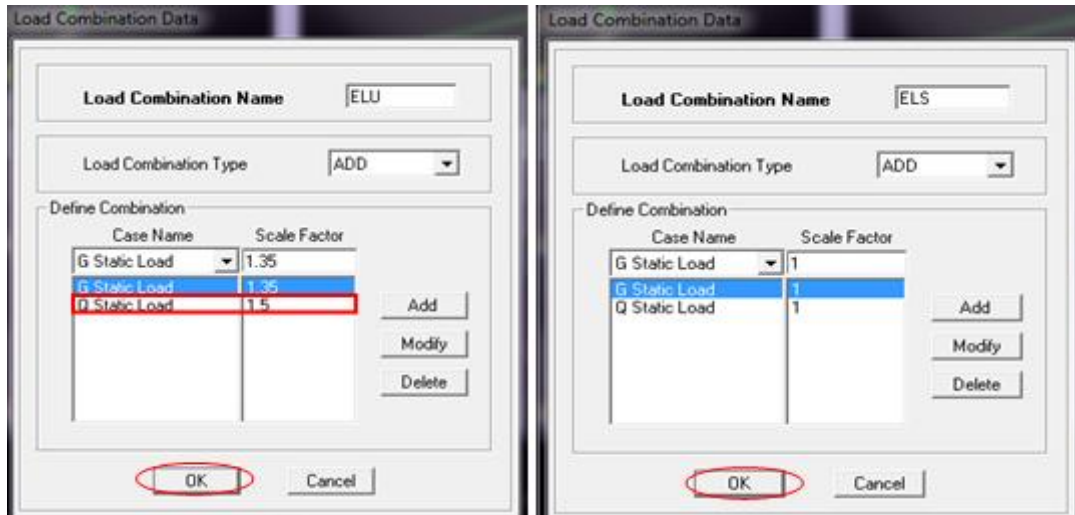 Load Combination Data
Load Combination Name ELU
Load Combination Type ADD
Define Combination
Case Name Scale Factor
G Static Load 1.35
G Static Load 1.35
Q Static Load 1.5
Add
Modify
Delete
OK Cancel
Load Combination Data
Load Combination Name ELS
Load Combination Type ADD
Define Combination
Case Name Scale Factor
G Static Load 1
G Static Load 1
Q Static Load 1
Add
Modify
Delete
OK Cancel